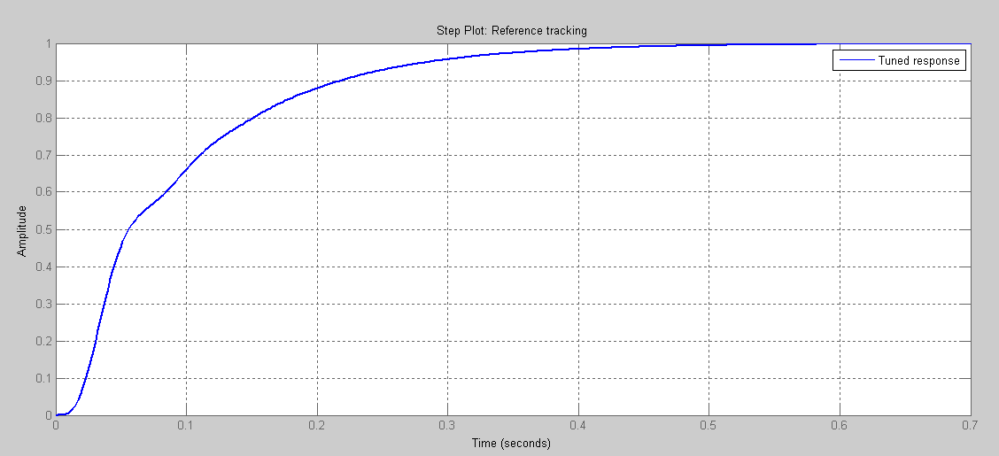 Step Plot: Reference tracking
Tuned response
Amplitude
1
0.9
0.8
0.7
0.6
0.5
0.4
0.3
0.2
0.1
0
0 0.1 0.2 0.3 0.4 0.5 0.6 0.7
Time (seconds)